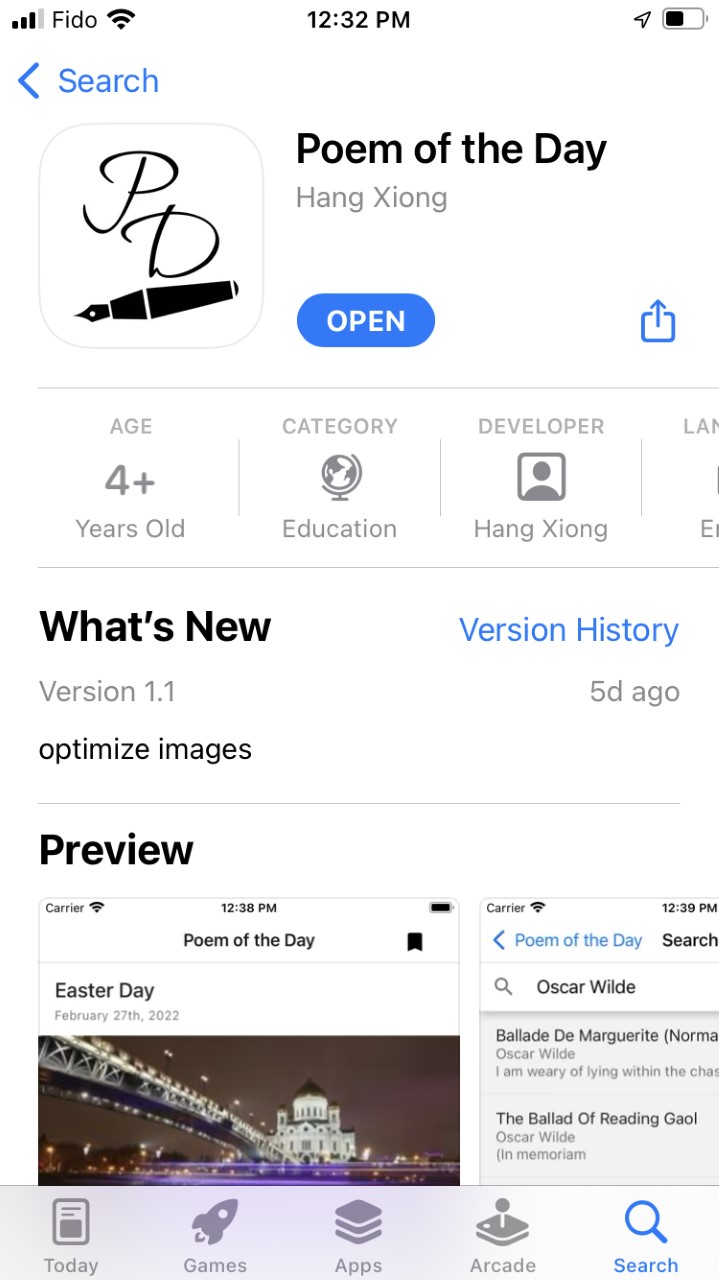 Fido 12:32 PM
Search
PD
Poem of the Day
Hang Xiong
OPEN
AGE CATEGORY DEVELOPER
4+
Years Old Education Hang Xiong
What's New Version History
Version 1.1 5d ago
optimize images
Preview
Carrier 12:38 PM
Poem of the Day
Easter Day
February 27th, 2022
Carrier 12:39 PM
Poem of the Day Search
Oscar Wilde
Ballade De Marguerite (Norma
Oscar Wilde
I am weary of lying within the chas
The Ballad Of Reading Gaol
Oscar Wilde
(In memoriam
Today Games Apps Arcade Search